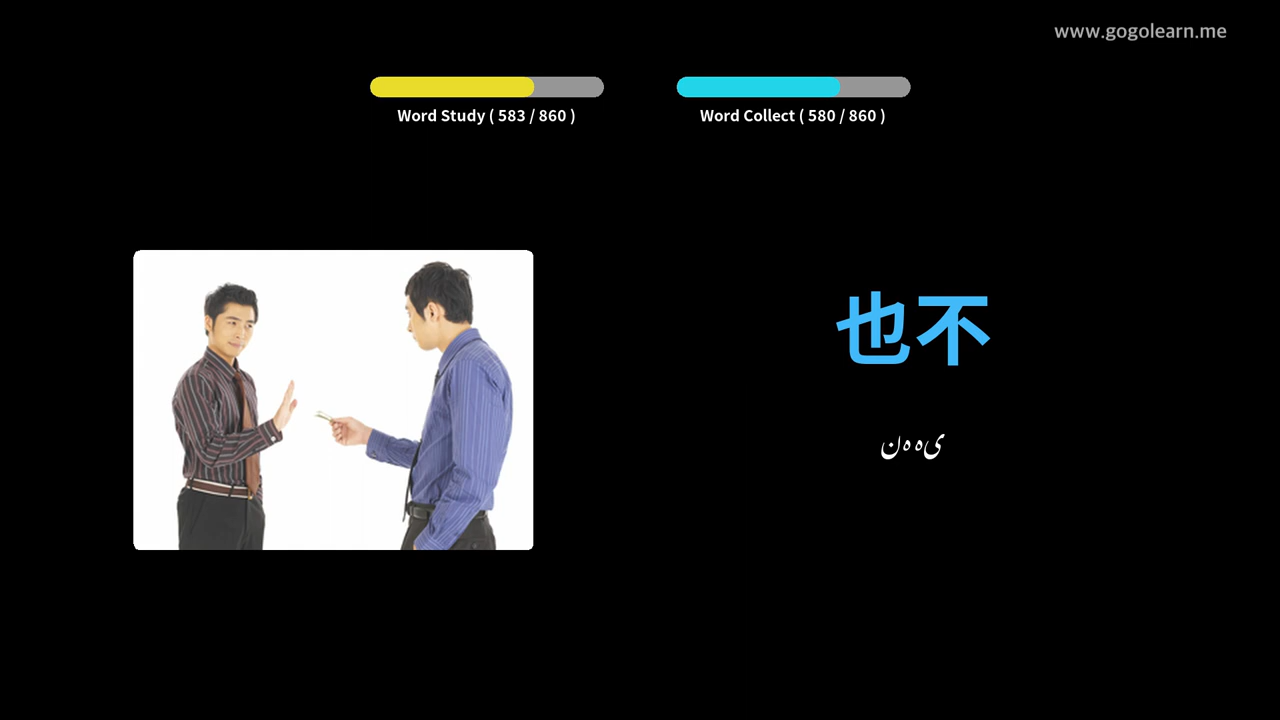 www.gogolearn.me
Word Study ( 583 / 860 )
Word Collect ( 580 / 860 )
也不
ی‌ه ه‌ن